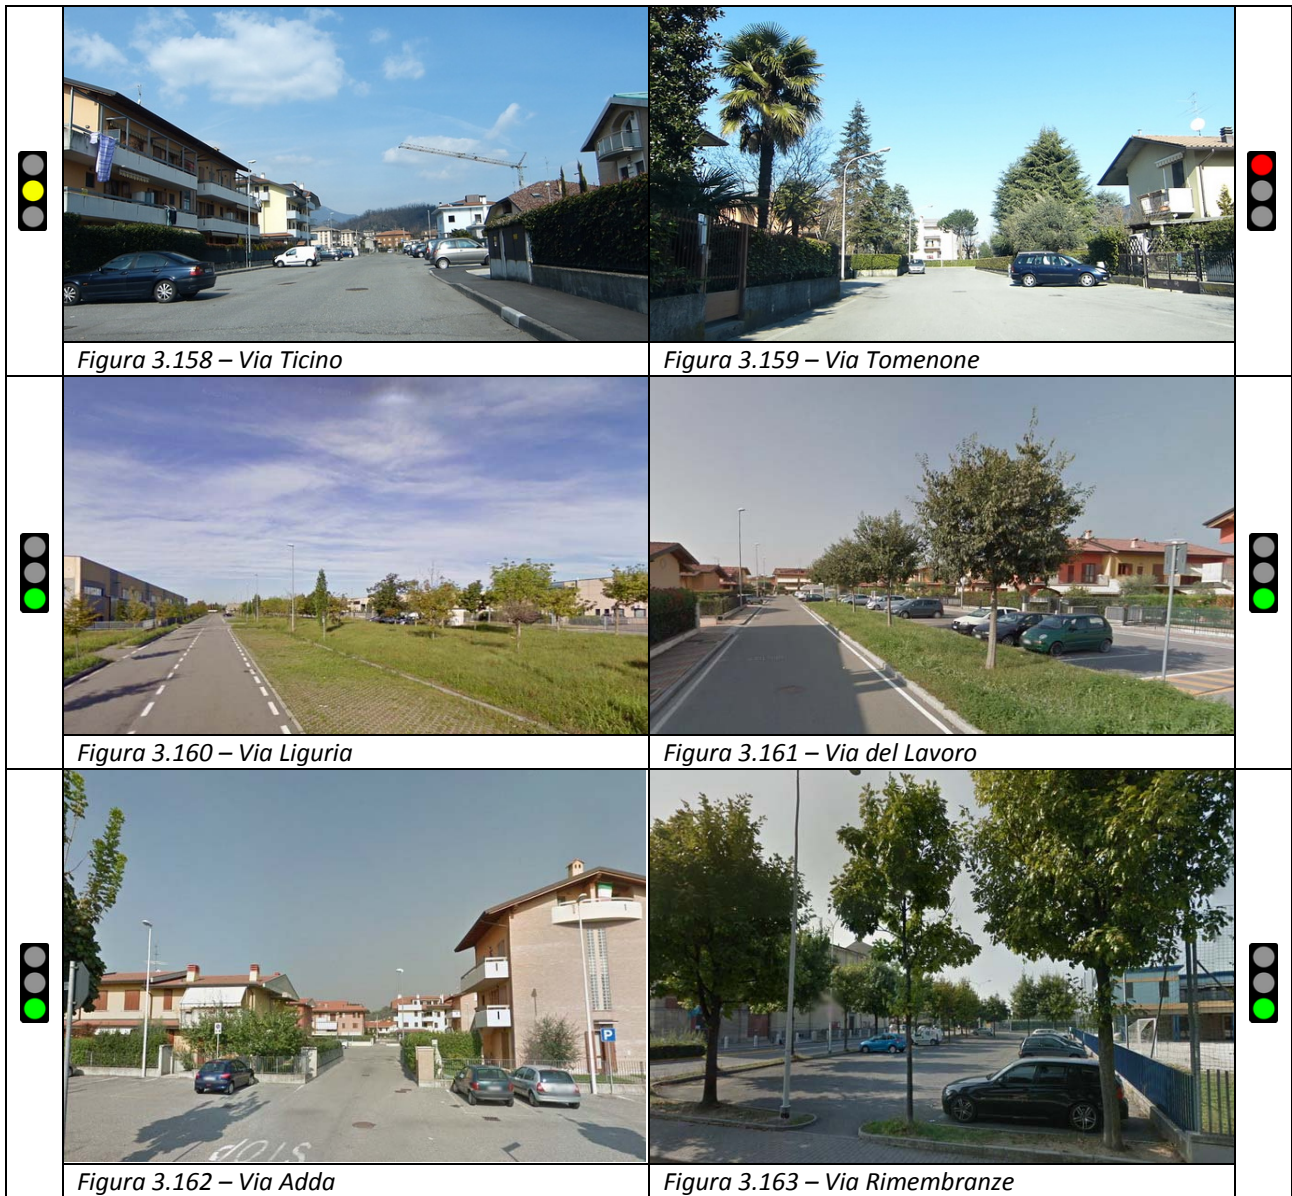 Figura 3.158 – Via Ticino
Figura 3.159 – Via Tomenone
Figura 3.160 – Via Liguria
Figura 3.161 – Via del Lavoro
P
STOP
Figura 3.162 – Via Adda
Figura 3.163 – Via Rimembranze